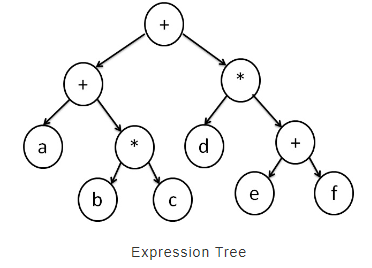 +
+ *
a * d +
b c e f
Expression Tree